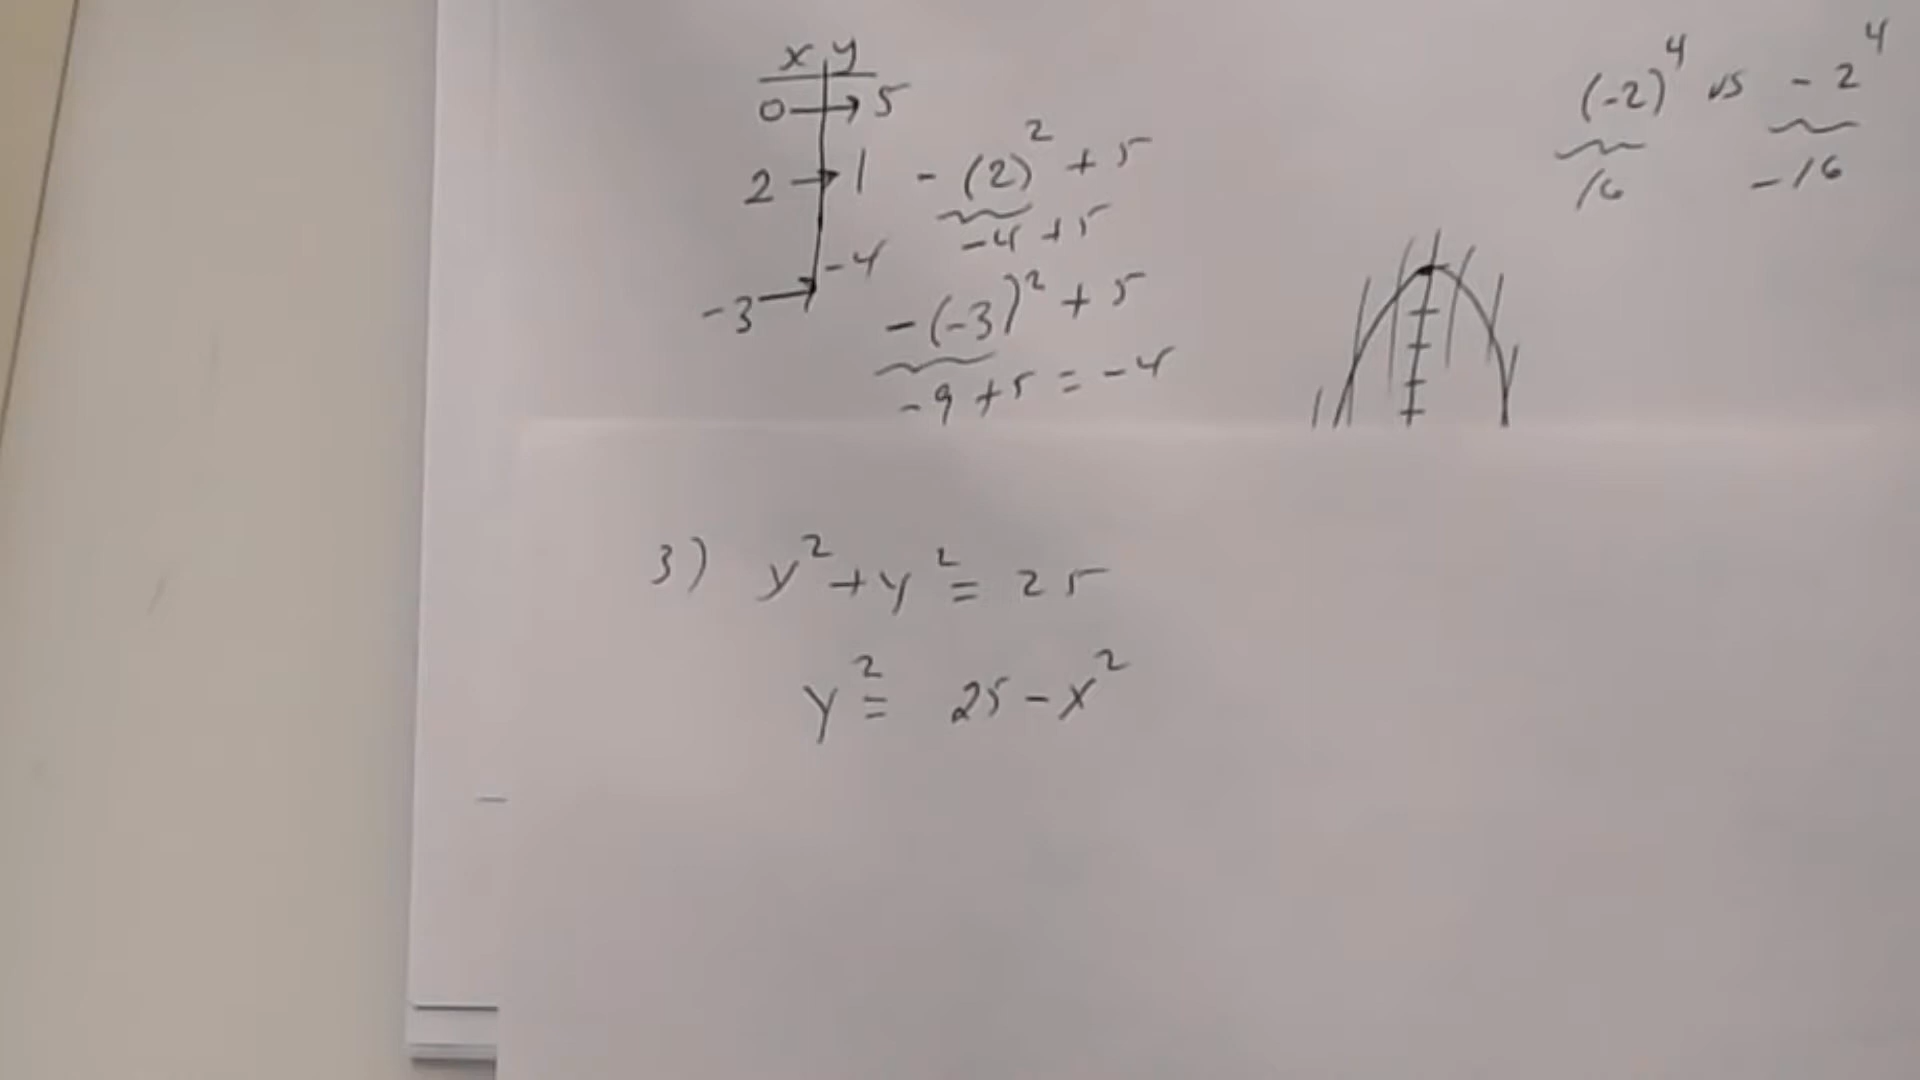 x y
0 → 5
2 → 1 - (2)² + 5
-4 + 5
-3 → -4
-(-3)² + 5
-9 + 5 = -4
(-2)⁴ vs - 2⁴
16 -16
3) y² + y² = 25
y² = 25 - x²